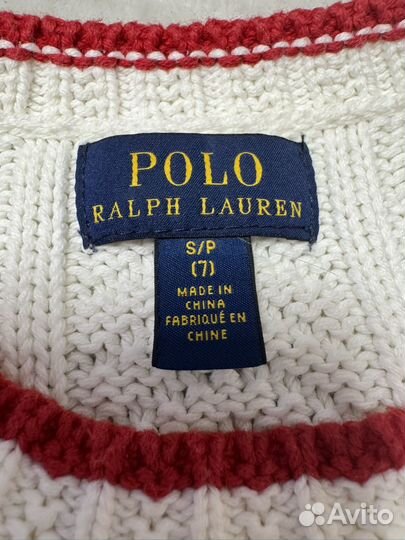 POLO
RALPH LAUREN
S/P
(7)
MADE IN
CHINA
FABRIQUÉ EN
CHINE
Avito